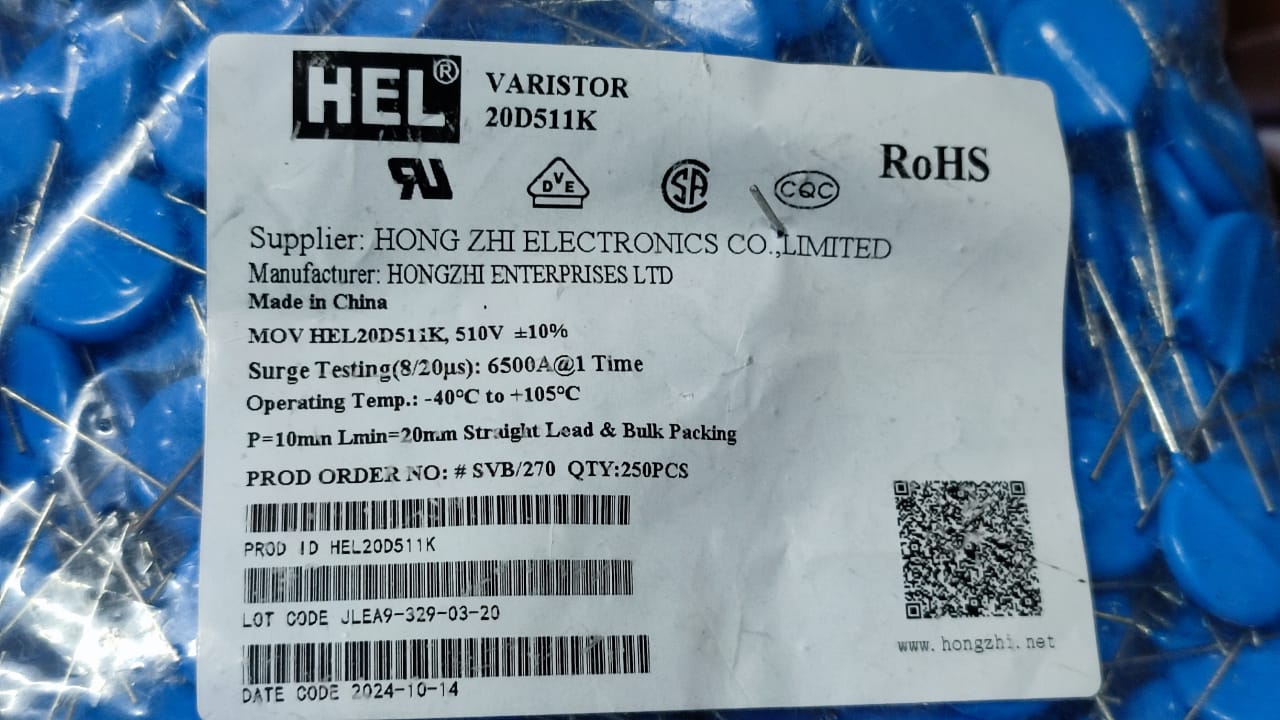 HEL®
VARISTOR
20D511K
RU
DVE
SA
CQC
RoHS
Supplier: HONG ZHI ELECTRONICS CO.,LIMITED
Manufacturer: HONGZHI ENTERPRISES LTD
Made in China
MOV HEL20D511K, 510V ±10%
Surge Testing(8/20μs): 6500A@1 Time
Operating Temp.: -40°C to +105°C
P=10mm Lmin=20mm Straight Lead & Bulk Packing
PROD ORDER NO: # SVB/270 QTY:250PCS
PROD ID HEL20D511K
LOT CODE JLEA9-329-03-20
DATE CODE 2024-10-14
www.hongzhi.net